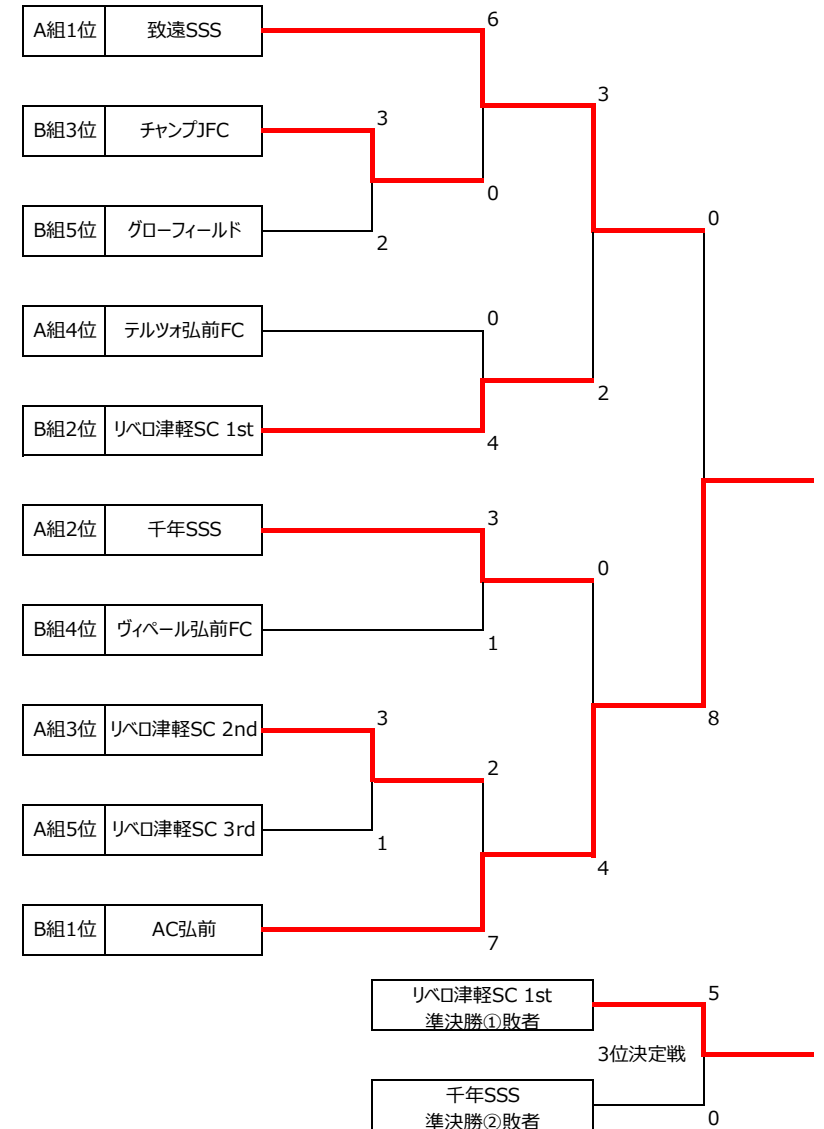 6
A組1位 致遠SSS
3
B組3位 チャンプJFC
3
0
B組5位 グローフィールド
2
0
A組4位 テルツォ弘前FC
0
2
B組2位 リベロ津軽SC 1st
4
A組2位 千年SSS
3
0
B組4位 ヴィペール弘前FC
1
A組3位 リベロ津軽SC 2nd
3
8
2
A組5位 リベロ津軽SC 3rd
1
4
B組1位 AC弘前
7
リベロ津軽SC 1st
準決勝①敗者
5
3位決定戦
千年SSS
準決勝②敗者
0